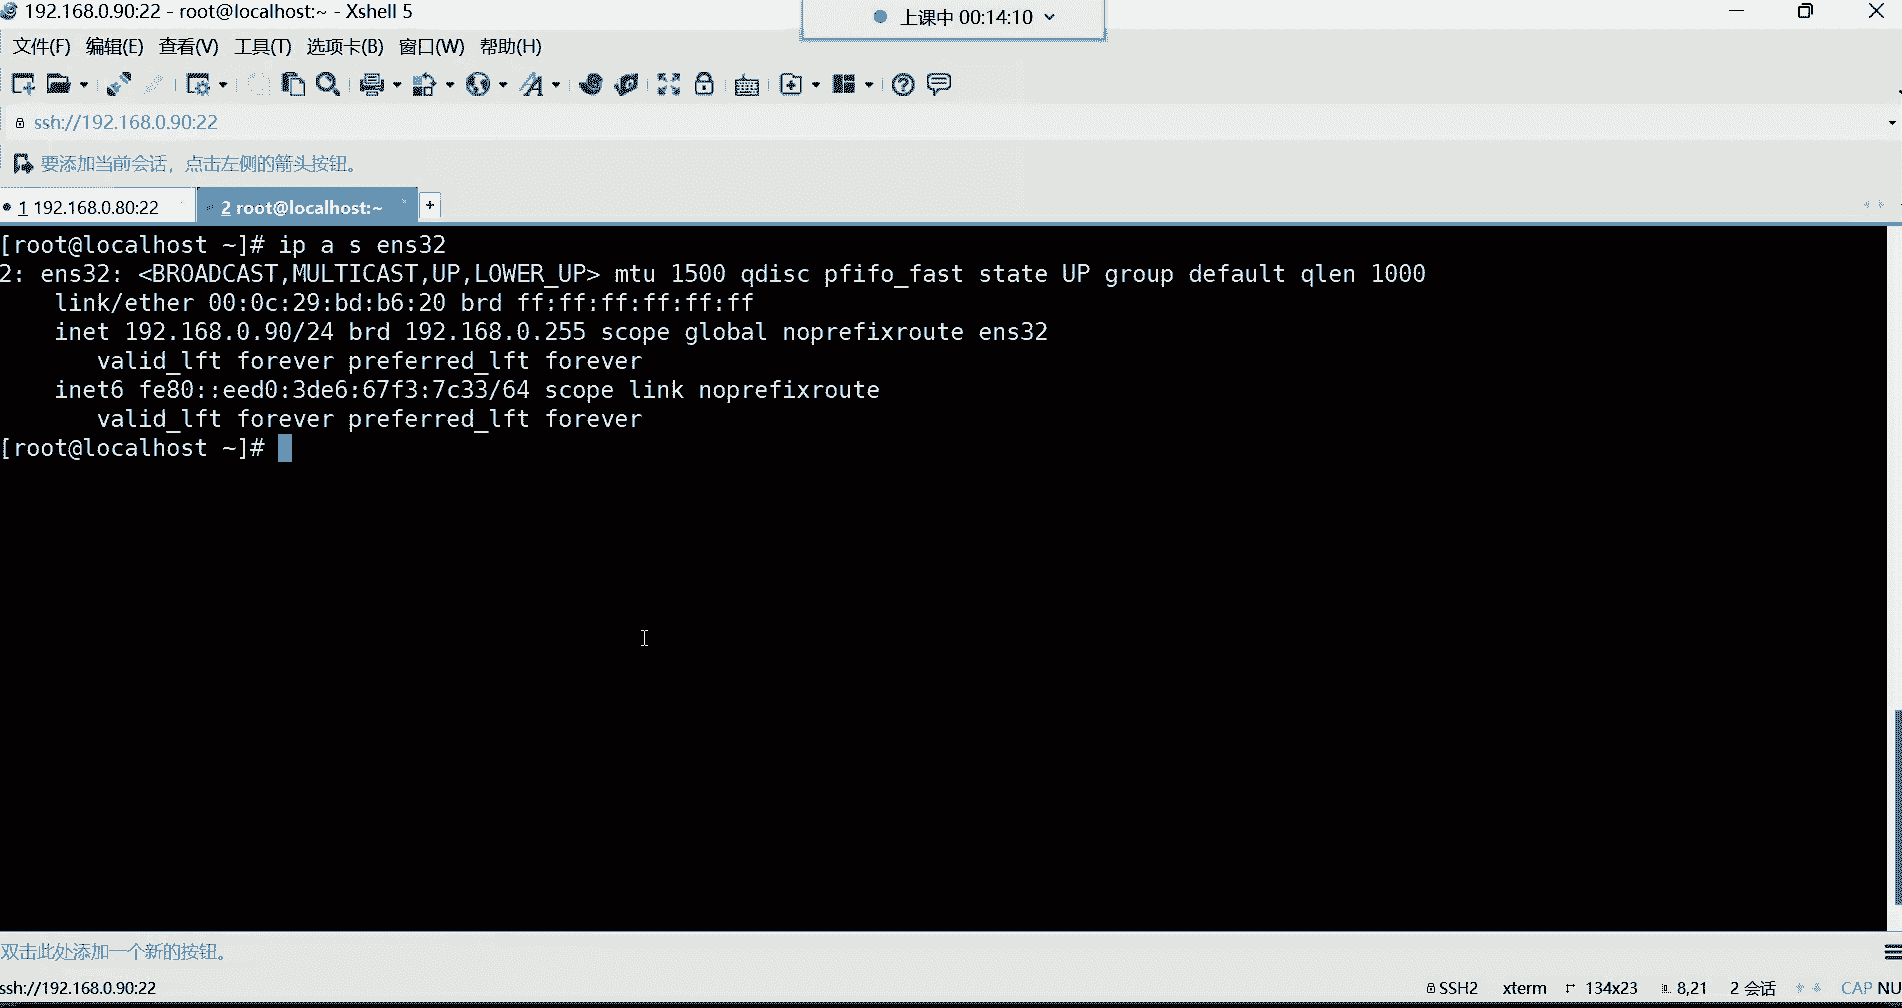 192.168.0.90:22 - root@localhost:~ - Xshell 5
上课中 00:14:10
文件(F) 编辑(E) 查看(V) 工具(T) 选项卡(B) 窗口(W) 帮助(H)
ssh://192.168.0.90:22
要添加当前会话，点击左侧的箭头按钮。
1 192.168.0.80:22 2 root@localhost:~ +
[root@localhost ~]# ip a s ens32
2: ens32: <BROADCAST,MULTICAST,UP,LOWER_UP> mtu 1500 qdisc pfifo_fast state UP group default qlen 1000
link/ether 00:0c:29:bd:b6:20 brd ff:ff:ff:ff:ff:ff
inet 192.168.0.90/24 brd 192.168.0.255 scope global noprefixroute ens32
valid_lft forever preferred_lft forever
inet6 fe80::eed0:3de6:67f3:7c33/64 scope link noprefixroute
valid_lft forever preferred_lft forever
[root@localhost ~]#
双击此处添加一个新的按钮。
ssh://192.168.0.90:22 SSH2 xterm 134x23 8,21 2 会话 CAP NU